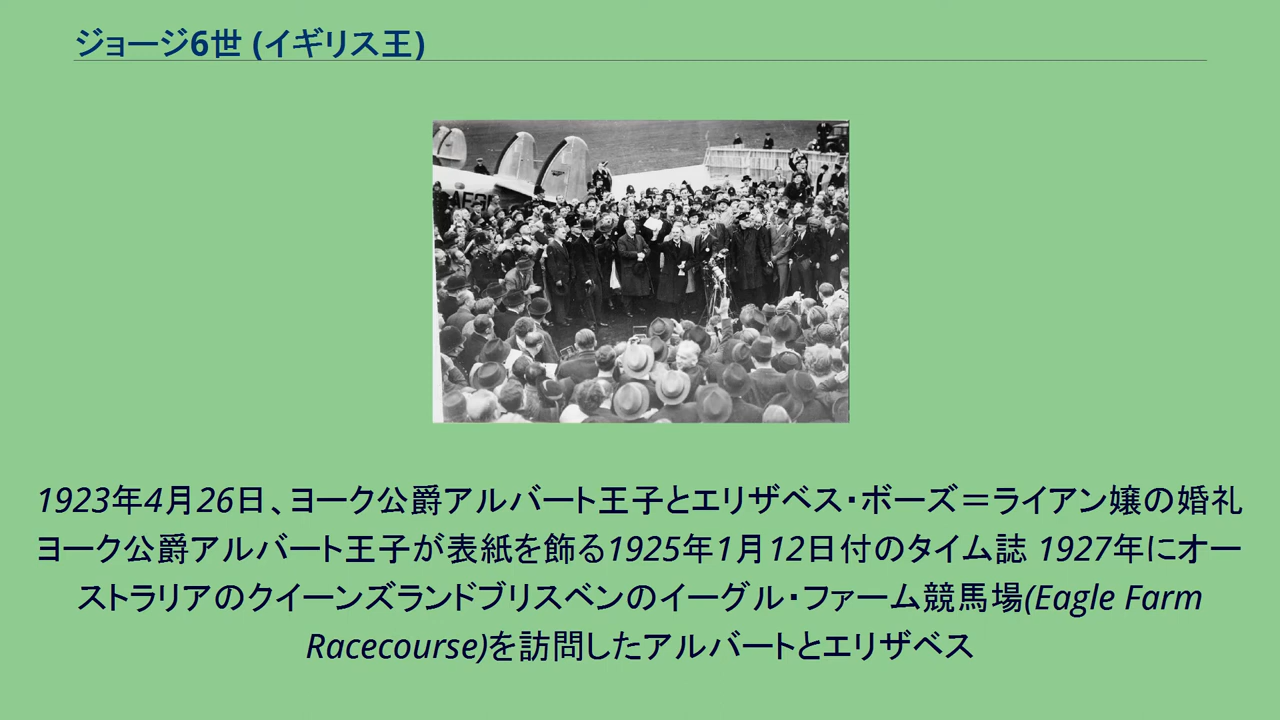 ジョージ6世 (イギリス王)
1923年4月26日、ヨーク公爵アルバート王子とエリザベス・ボーズ＝ライアン嬢の婚礼
ヨーク公爵アルバート王子が表紙を飾る1925年1月12日付のタイム誌 1927年にオー
ストラリアのクイーンズランドブリスベンのイーグル・ファーム競馬場(Eagle Farm
Racecourse)を訪問したアルバートとエリザベス